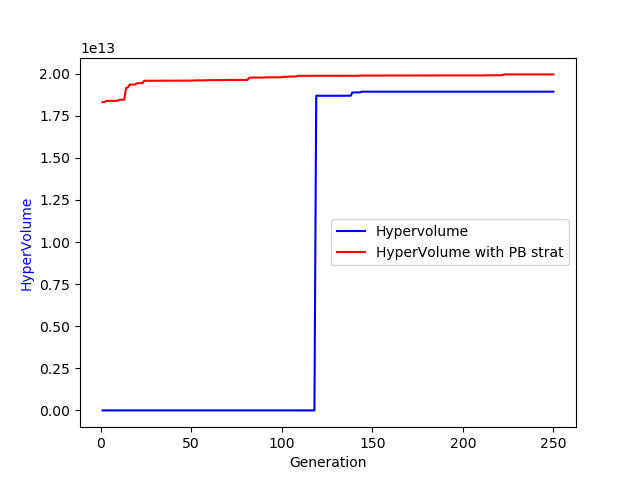 1e13
2.00
1.75
1.50
1.25
1.00
0.75
0.50
0.25
0.00
HyperVolume
Hypervolume
HyperVolume with PB strat
0 50 100 150 200 250
Generation